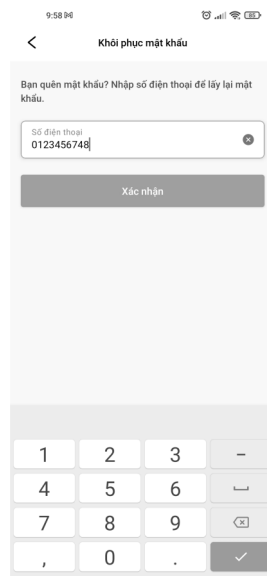 9:58
85
Khôi phục mật khẩu
Bạn quên mật khẩu? Nhập số điện thoại để lấy lại mật
khẩu.
Số điện thoại
0123456748
Xác nhận
1 2 3 –
4 5 6
7 8 9
, 0 .